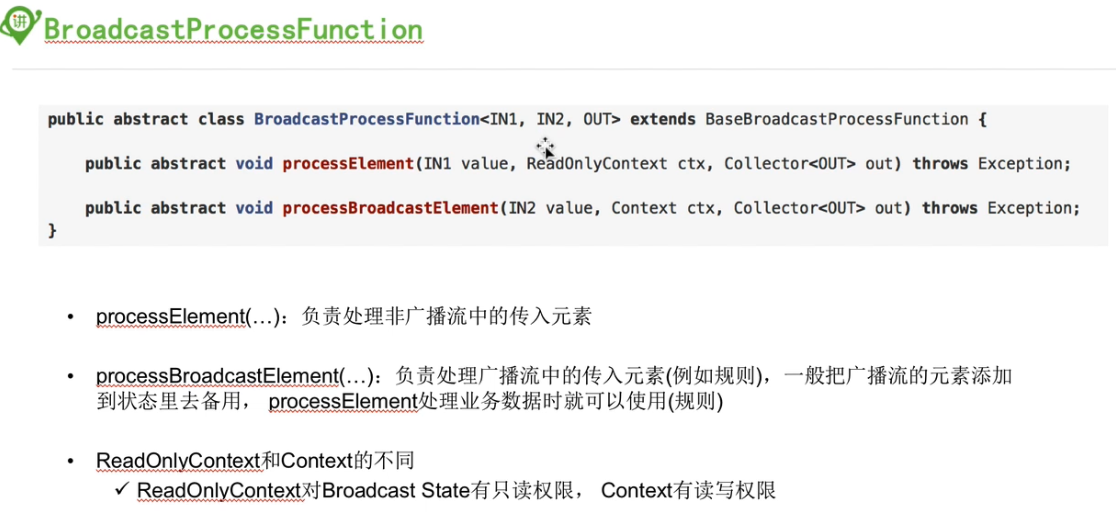 讲
BroadcastProcessFunction
public abstract class BroadcastProcessFunction<IN1, IN2, OUT> extends BaseBroadcastProcessFunction {
public abstract void processElement(IN1 value, ReadOnlyContext ctx, Collector<OUT> out) throws Exception;
public abstract void processBroadcastElement(IN2 value, Context ctx, Collector<OUT> out) throws Exception;
}
• processElement(…)：负责处理非广播流中的传入元素
• processBroadcastElement(…)：负责处理广播流中的传入元素(例如规则)，一般把广播流的元素添加
到状态里去备用， processElement处理业务数据时就可以使用(规则)
• ReadOnlyContext和Context的不同
✓ ReadOnlyContext对Broadcast State有只读权限， Context有读写权限